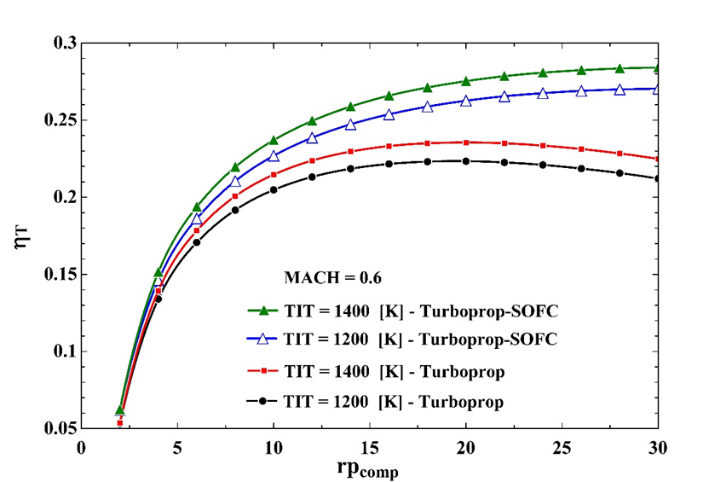 0.3
0.25
0.2
0.15
0.1
0.05
ηT
MACH = 0.6
TIT = 1400 [K] - Turboprop-SOFC
TIT = 1200 [K] - Turboprop-SOFC
TIT = 1400 [K] - Turboprop
TIT = 1200 [K] - Turboprop
0 5 10 15 20 25 30
rpcomp